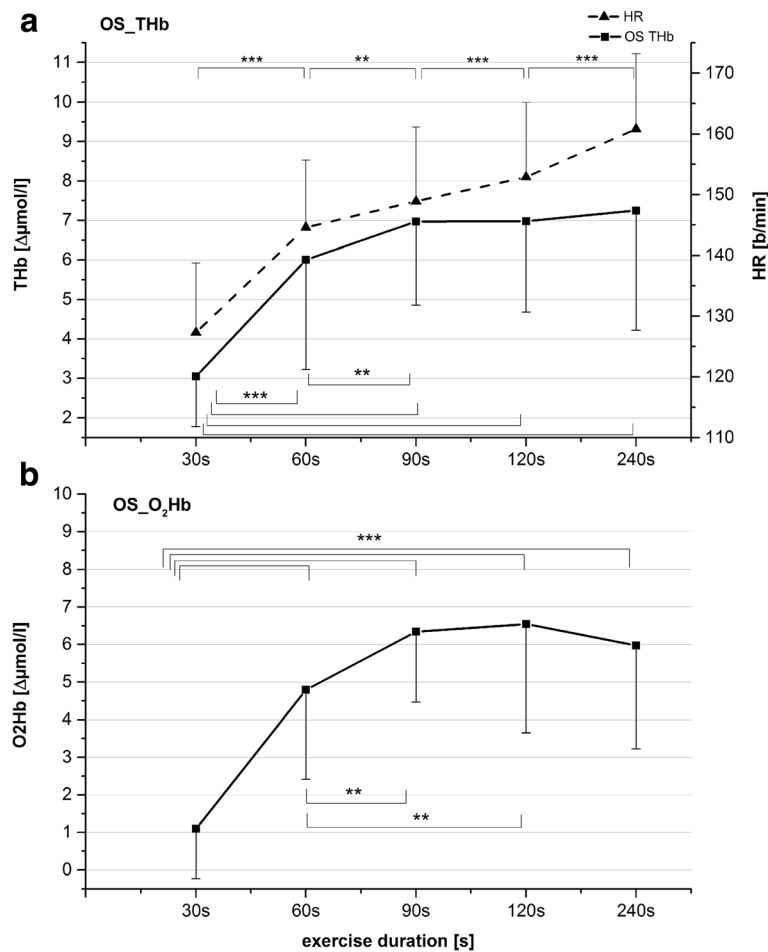 a
OS_THb
HR
OS THb
*** ** *** ***
11
10
9
8
7
6
5
4
3
2
THb [Δμmol/l]
170
160
150
140
130
120
110
HR [b/min]
**
***
30s 60s 90s 120s 240s
b
OS_O₂Hb
10
9
8
7
6
5
4
3
2
1
0
O2Hb [Δμmol/l]
***
**
**
30s 60s 90s 120s 240s
exercise duration [s]